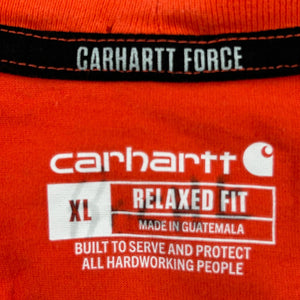 CARHARTT FORCE
carhartt
XL RELAXED FIT
MADE IN GUATEMALA
BUILT TO SERVE AND PROTECT
ALL HARDWORKING PEOPLE